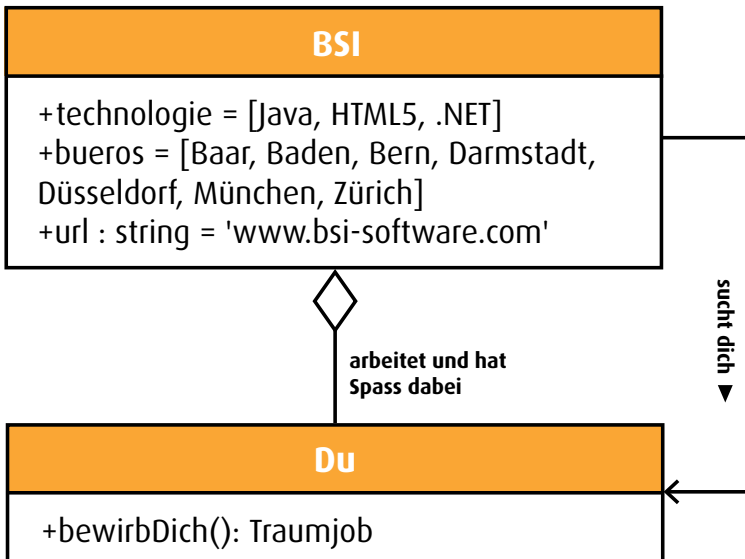 BSI
+technologie = [Java, HTML5, .NET]
+bueros = [Baar, Baden, Bern, Darmstadt,
Düsseldorf, München, Zürich]
+url : string = 'www.bsi-software.com'
sucht dich ▶
arbeitet und hat
Spass dabei
Du
+bewirbDich(): Traumjob